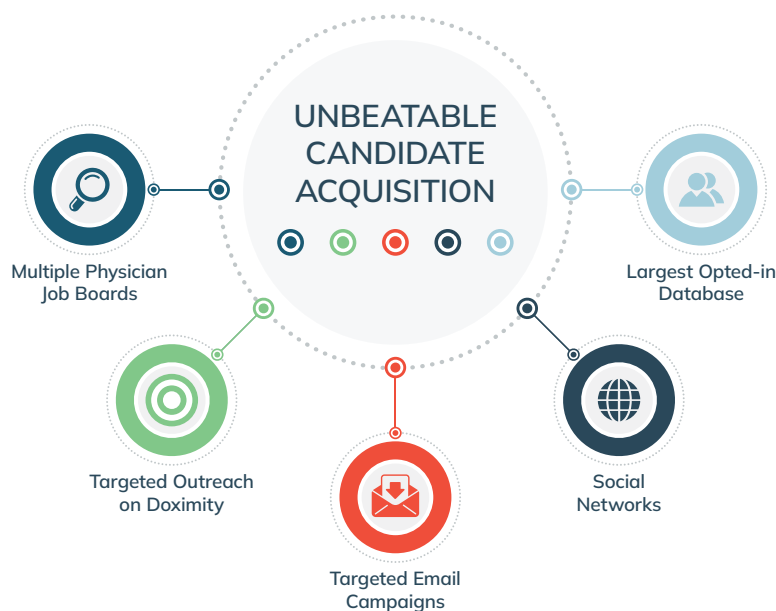 UNBEATABLE
CANDIDATE
ACQUISITION
Multiple Physician
Job Boards
Largest Opted-in
Database
Targeted Outreach
on Doximity
Social
Networks
Targeted Email
Campaigns